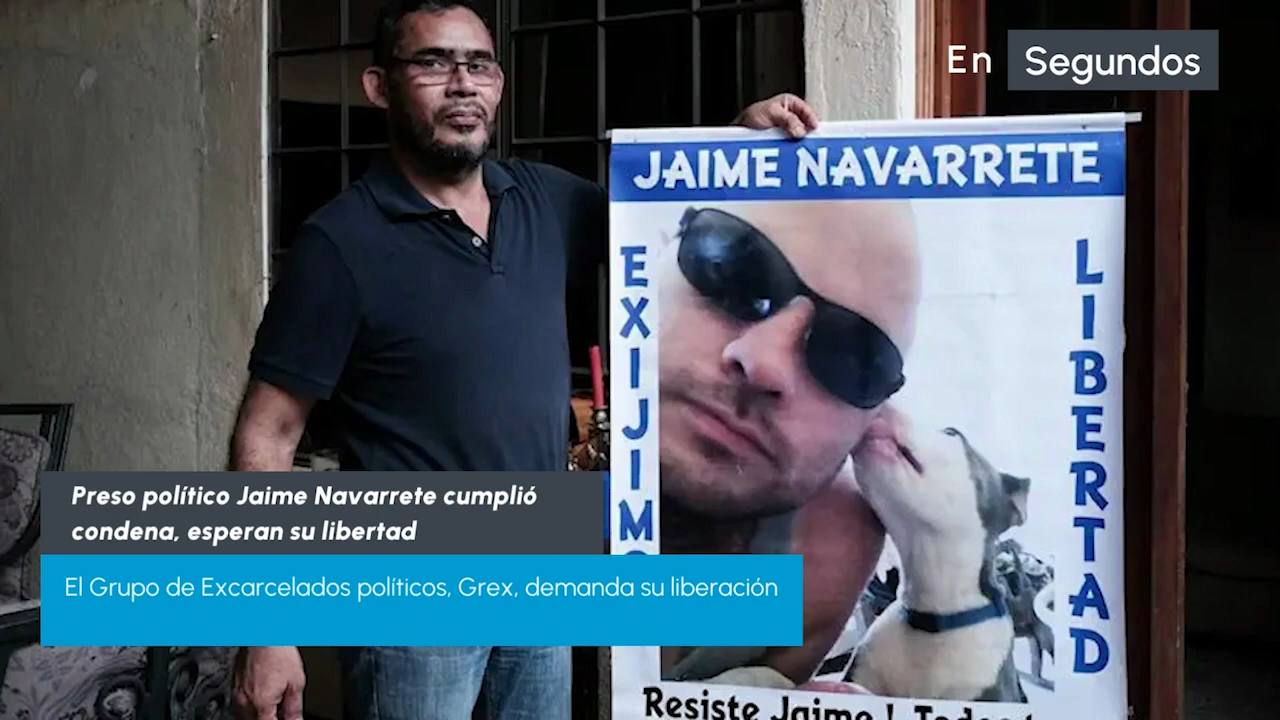 En Segundos
JAIME NAVARRETE
EXIJIM
LIBERTAD
Preso político Jaime Navarrete cumplió
condena, esperan su libertad
El Grupo de Excarcelados políticos, Grex, demanda su liberación
Resiste Jaime !